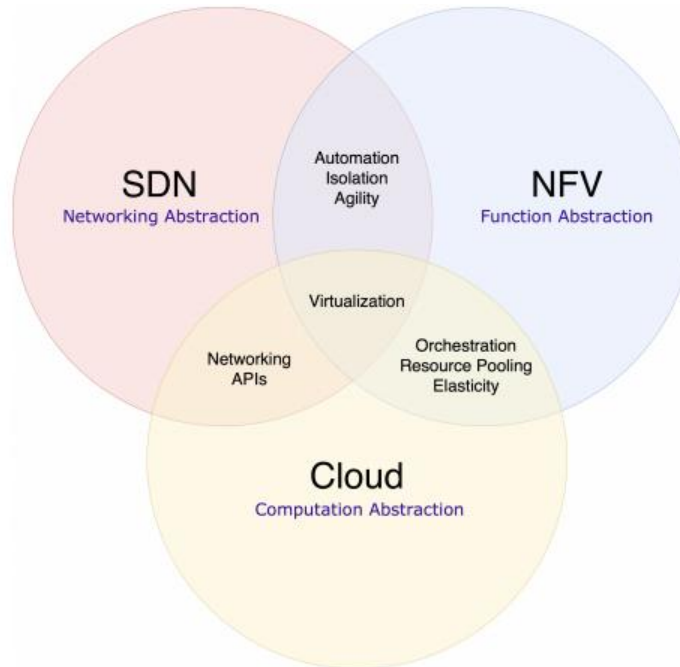 Automation
Isolation
Agility
SDN
Networking Abstraction
NFV
Function Abstraction
Virtualization
Networking
APIs
Orchestration
Resource Pooling
Elasticity
Cloud
Computation Abstraction